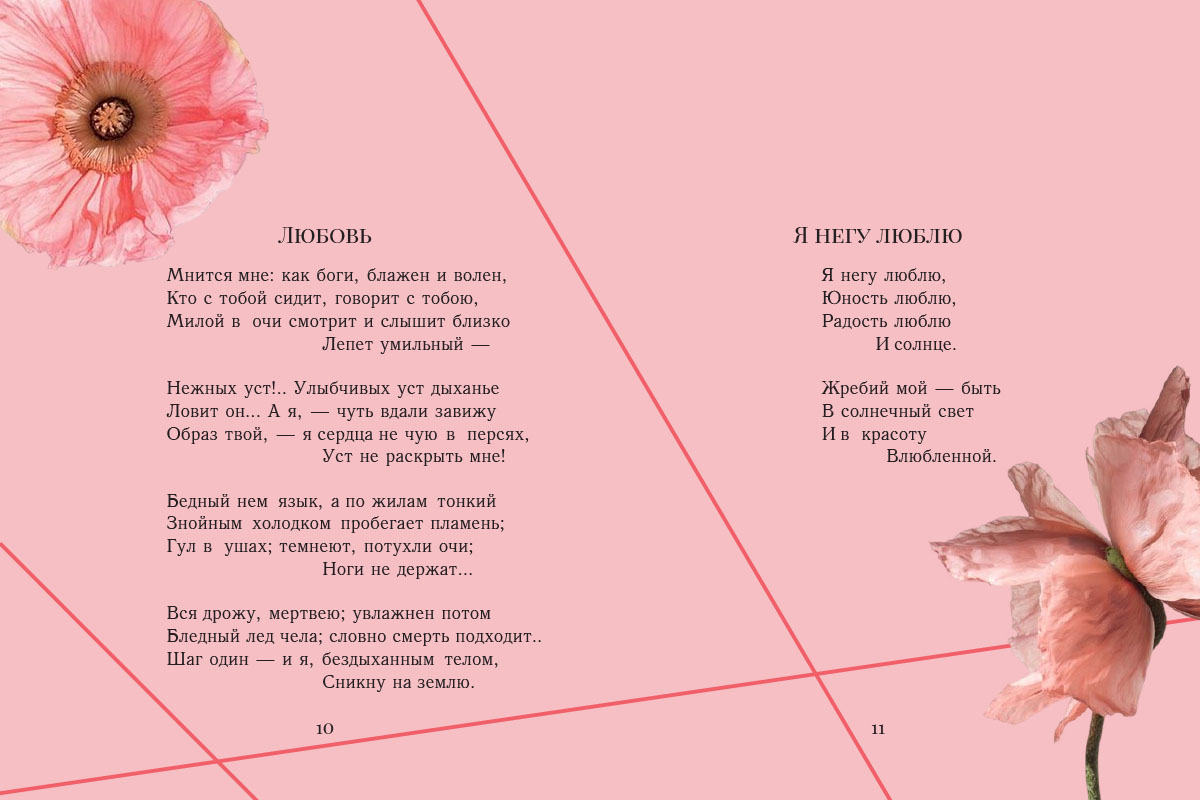 Любовь
Мнится мне: как боги, блажен и волен,
Кто с тобой сидит, говорит с тобою,
Милой в очи смотрит и слышит близко
Лепет умильный —
Нежных уст!.. Улыбчивых уст дыханье
Ловит он... А я, — чуть вдали завижу
Образ твой, — я сердца не чую в персях,
Уст не раскрыть мне!
Бедный нем язык, а по жилам тонкий
Знойным холодком пробегает пламень;
Гул в ушах; темнеют, потухли очи;
Ноги не держат...
Вся дрожу, мертвею; увлажнен потом
Бледный лед чела; словно смерть подходит..
Шаг один — и я, бездыханным телом,
Сникну на землю.
10
Я негу люблю
Я негу люблю,
Юность люблю,
Радость люблю
И солнце.
Жребий мой — быть
В солнечный свет
И в красоту
Влюбленной.
11